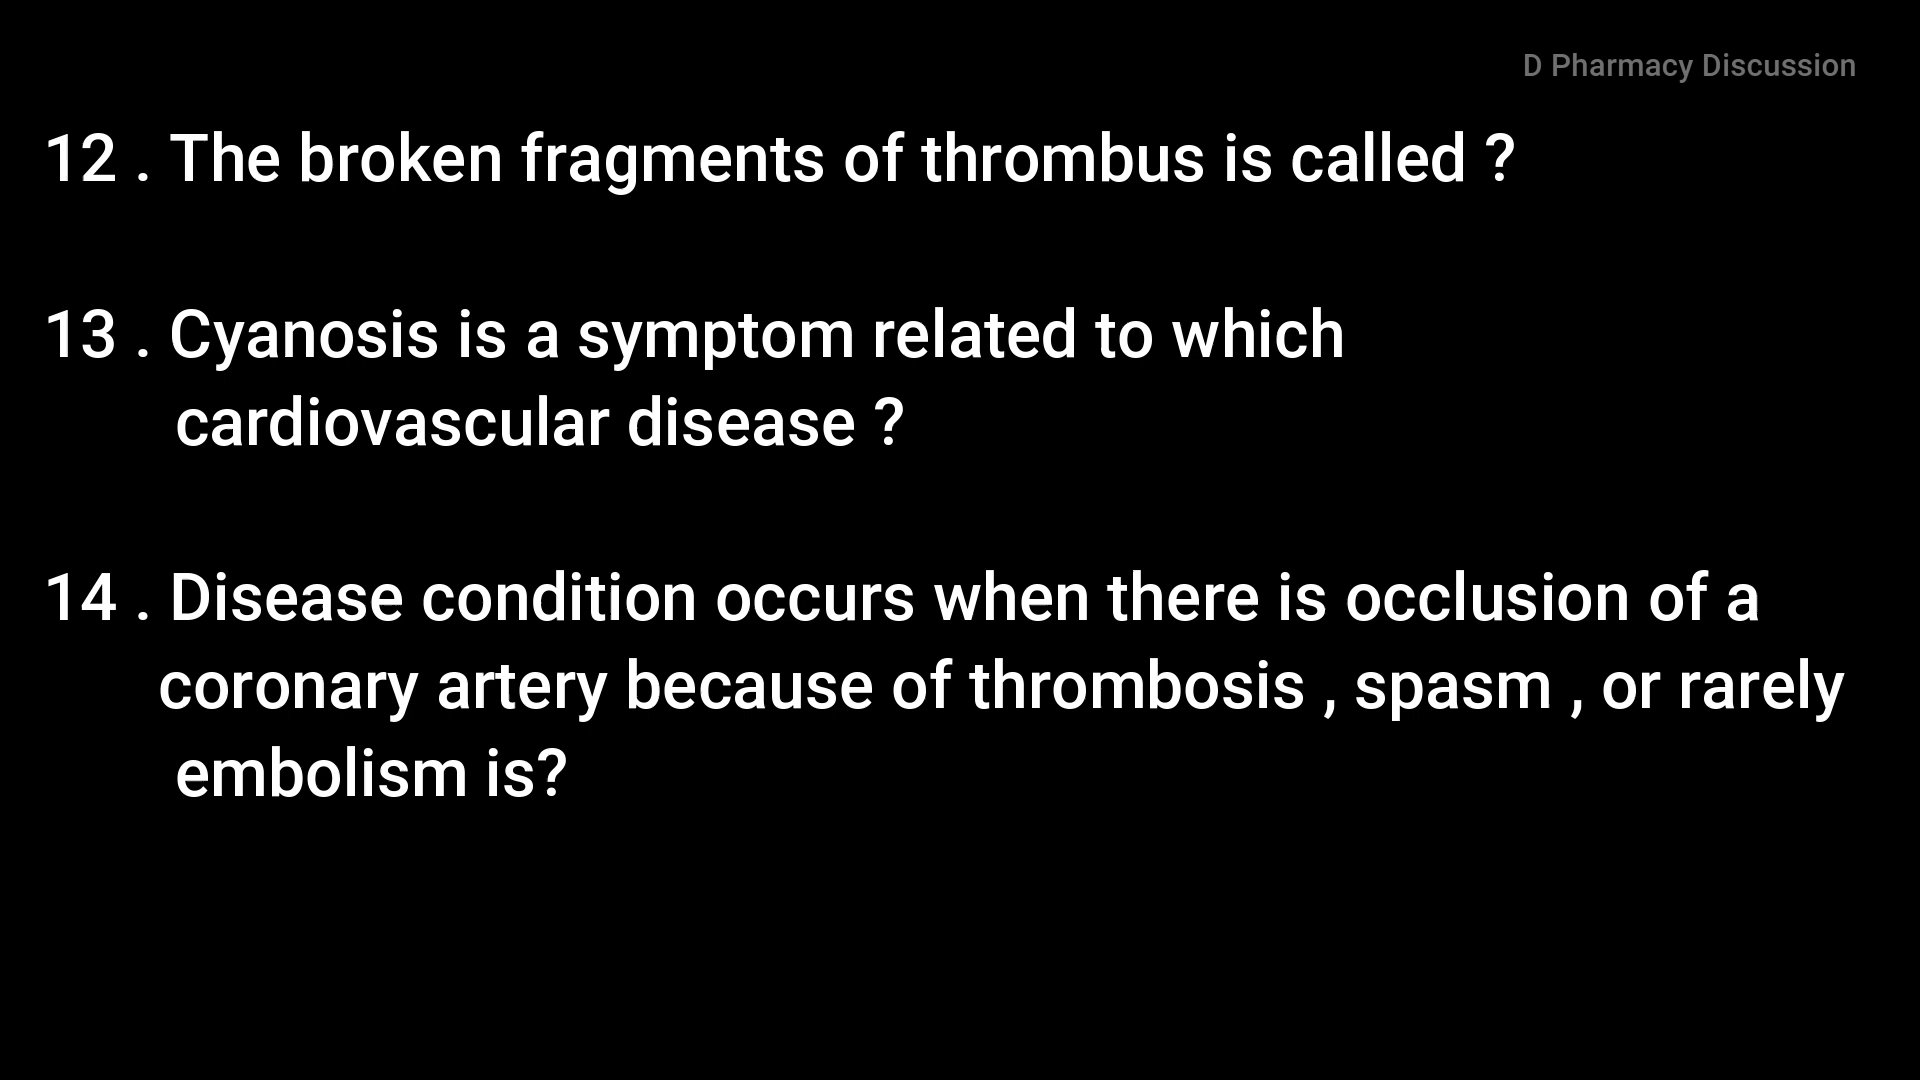 D Pharmacy Discussion
12 . The broken fragments of thrombus is called ?
13 . Cyanosis is a symptom related to which
cardiovascular disease ?
14 . Disease condition occurs when there is occlusion of a
coronary artery because of thrombosis , spasm , or rarely
embolism is?